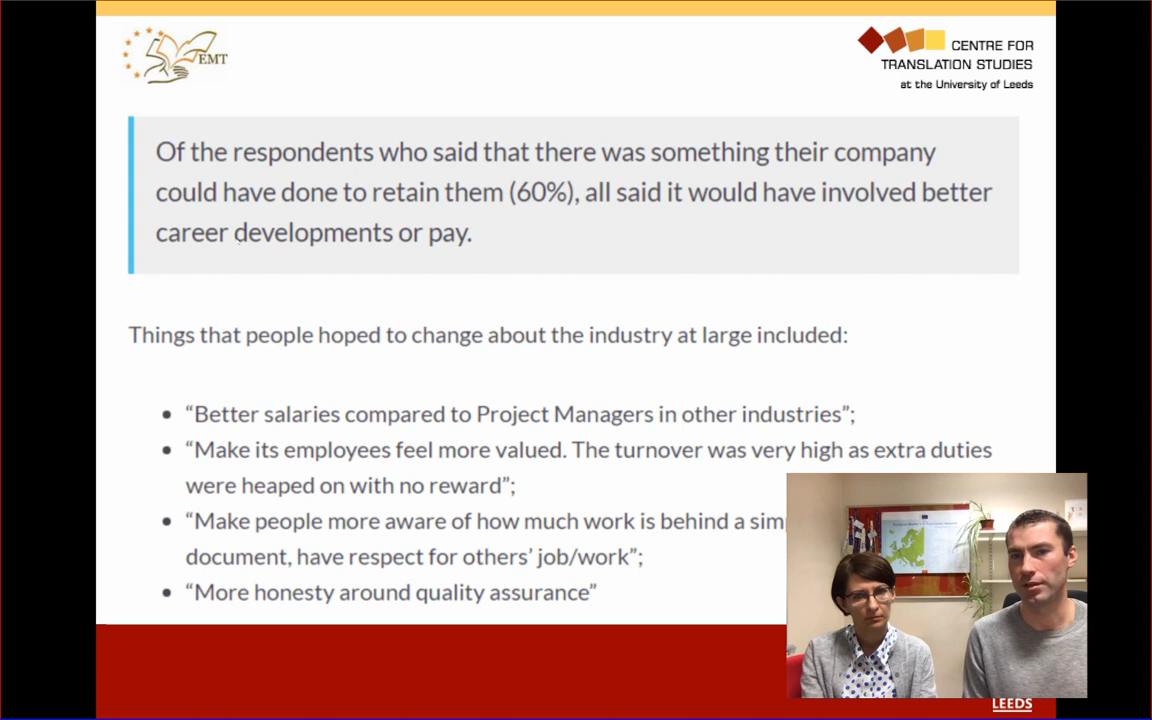 EMT
CENTRE FOR
TRANSLATION STUDIES
at the University of Leeds
Of the respondents who said that there was something their company
could have done to retain them (60%), all said it would have involved better
career developments or pay.
Things that people hoped to change about the industry at large included:
• “Better salaries compared to Project Managers in other industries”;
• “Make its employees feel more valued. The turnover was very high as extra duties
were heaped on with no reward”;
• “Make people more aware of how much work is behind a
document, have respect for others’ job/work”;
• “More honesty around quality assurance”
LEEDS